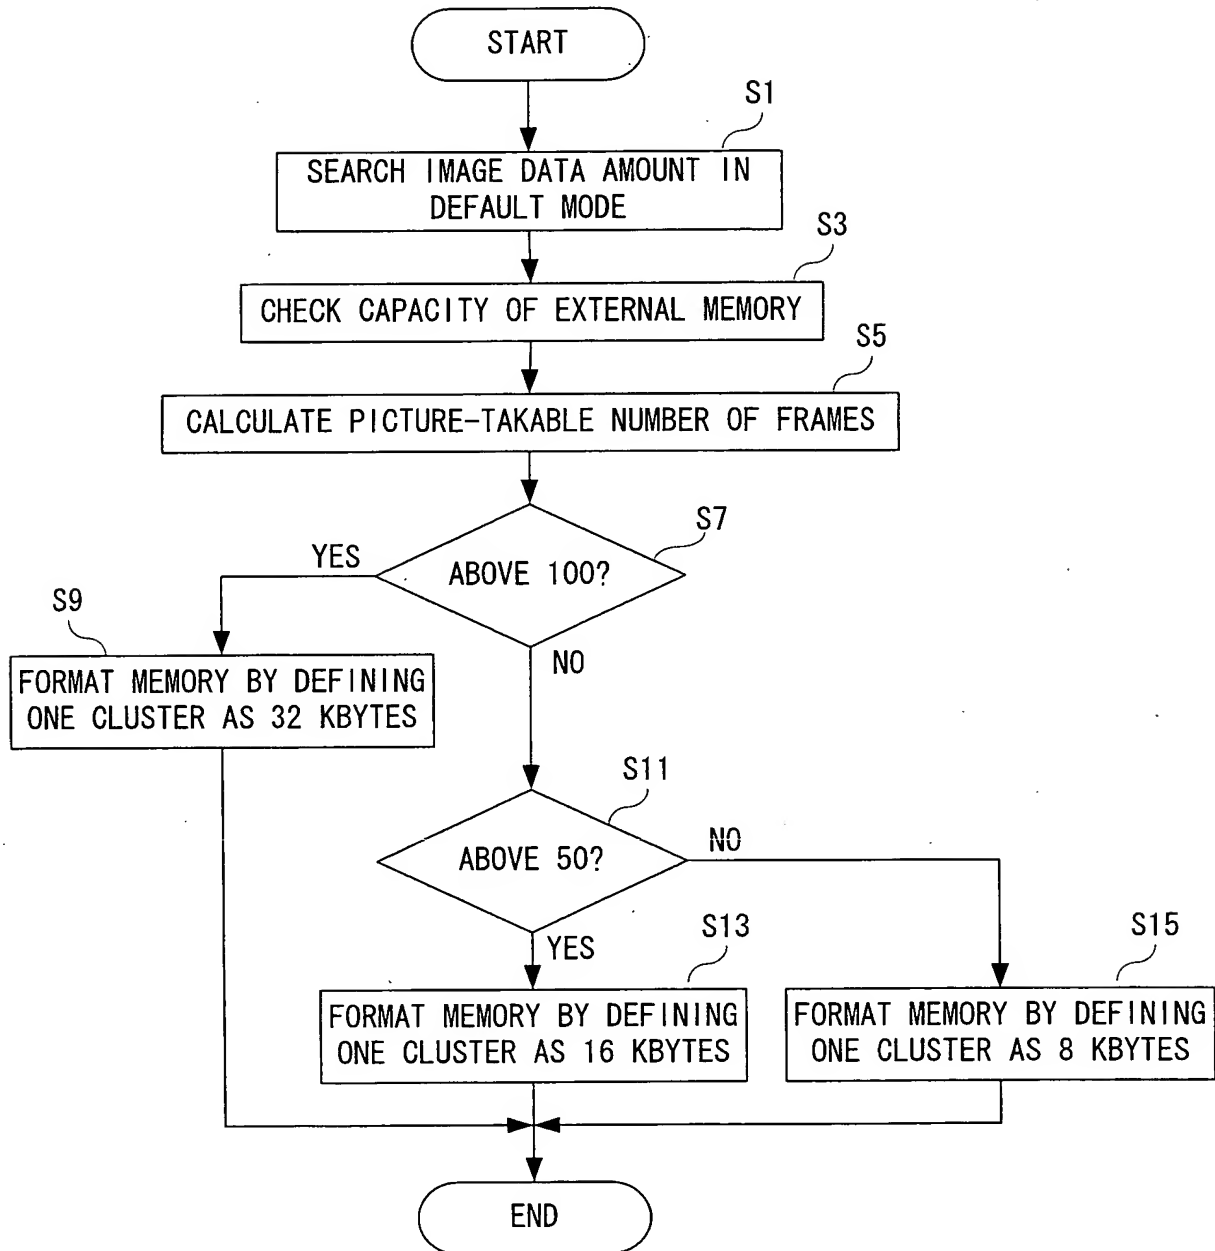 START
S1
SEARCH IMAGE DATA AMOUNT IN
DEFAULT MODE
S3
CHECK CAPACITY OF EXTERNAL MEMORY
S5
CALCULATE PICTURE-TAKABLE NUMBER OF FRAMES
S7
YES
ABOVE 100?
S9
NO
FORMAT MEMORY BY DEFINING
ONE CLUSTER AS 32 KBYTES
S11
NO
ABOVE 50?
S13
S15
YES
FORMAT MEMORY BY DEFINING
ONE CLUSTER AS 16 KBYTES
FORMAT MEMORY BY DEFINING
ONE CLUSTER AS 8 KBYTES
END